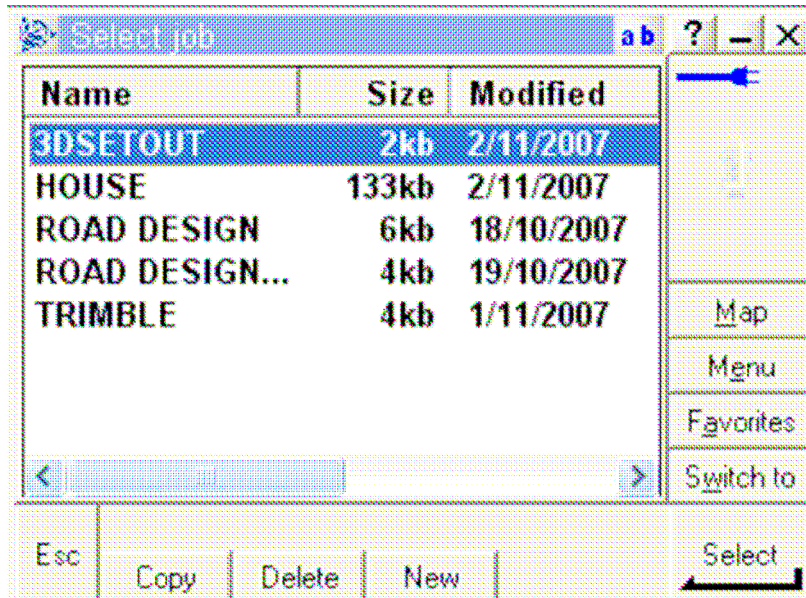 Select job ab ? _ X
Name Size Modified
3DSETOUT 2kb 2/11/2007
HOUSE 133kb 2/11/2007
ROAD DESIGN 6kb 18/10/2007
ROAD DESIGN... 4kb 19/10/2007
TRIMBLE 4kb 1/11/2007
Map
Menu
Favorites
Switch to
Esc Copy Delete New Select